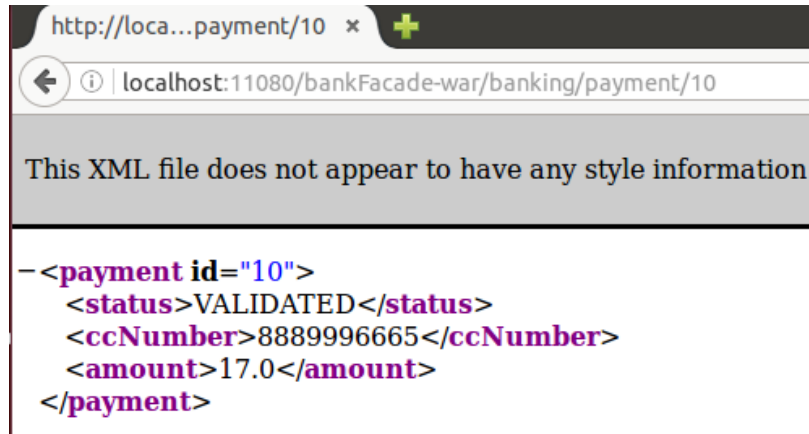 http://loca...payment/10 ×
localhost:11080/bankFacade-war/banking/payment/10
This XML file does not appear to have any style information
−<payment id="10">
<status>VALIDATED</status>
<ccNumber>8889996665</ccNumber>
<amount>17.0</amount>
</payment>